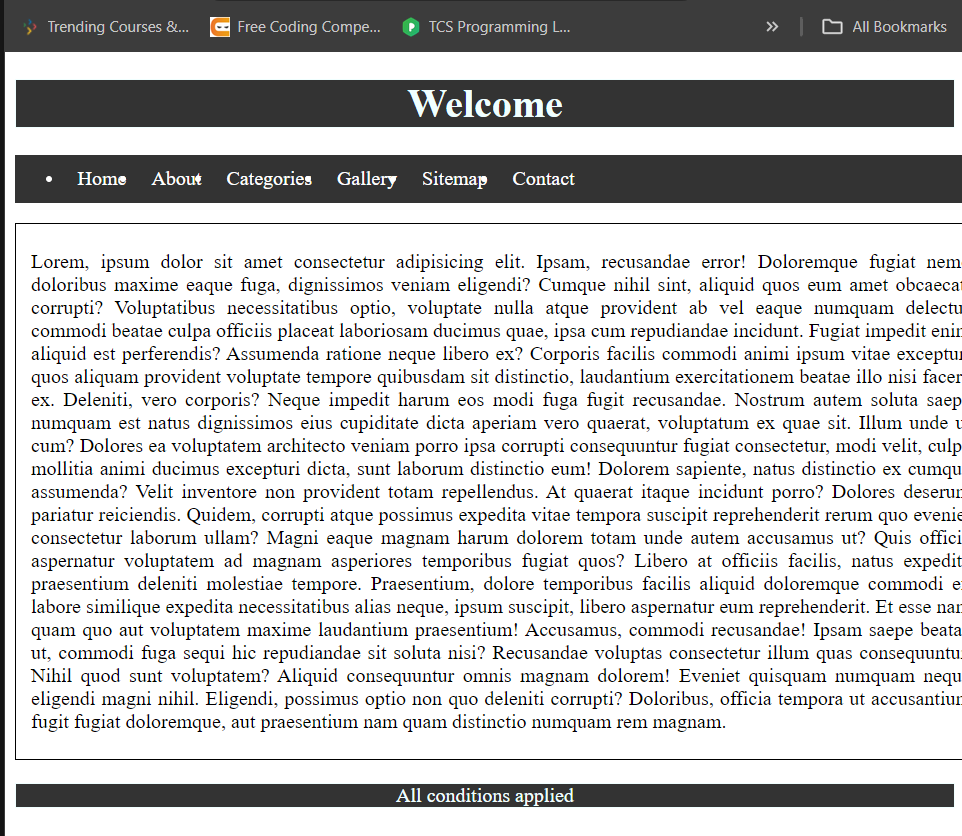 Trending Courses &... Free Coding Compe... TCS Programming L... » All Bookmarks
Welcome
• Home • About • Categories • Gallery • Sitemap • Contact
Lorem, ipsum dolor sit amet consectetur adipisicing elit. Ipsam, recusandae error! Doloremque fugiat nem
doloribus maxime eaque fuga, dignissimos veniam eligendi? Cumque nihil sint, aliquid quos eum amet obcaecat
corrupti? Voluptatibus necessitatibus optio, voluptate nulla atque provident ab vel eaque numquam delectu
commodi beatae culpa officiis placeat laboriosam ducimus quae, ipsa cum repudiandae incidunt. Fugiat impedit enim
aliquid est perferendis? Assumenda ratione neque libero ex? Corporis facilis commodi animi ipsum vitae exceptur
quos aliquam provident voluptate tempore quibusdam sit distinctio, laudantium exercitationem beatae illo nisi facer
ex. Deleniti, vero corporis? Neque impedit harum eos modi fuga fugit recusandae. Nostrum autem soluta saep
numquam est natus dignissimos eius cupiditate dicta aperiam vero quaerat, voluptatum ex quae sit. Illum unde u
cum? Dolores ea voluptatem architecto veniam porro ipsa corrupti consequuntur fugiat consectetur, modi velit, culp
mollitia animi ducimus excepturi dicta, sunt laborum distinctio eum! Dolorem sapiente, natus distinctio ex cumqu
assumenda? Velit inventore non provident totam repellendus. At quaerat itaque incidunt porro? Dolores deserun
pariatur reiciendis. Quidem, corrupti atque possimus expedita vitae tempora suscipit reprehenderit rerum quo evenie
consectetur laborum ullam? Magni eaque magnam harum dolorem totam unde autem accusamus ut? Quis offici
aspernatur voluptatem ad magnam asperiores temporibus fugiat quos? Libero at officiis facilis, natus expedit
praesentium deleniti molestiae tempore. Praesentium, dolore temporibus facilis aliquid doloremque commodi e
labore similique expedita necessitatibus alias neque, ipsum suscipit, libero aspernatur eum reprehenderit. Et esse nam
quam quo aut voluptatem maxime laudantium praesentium! Accusamus, commodi recusandae! Ipsam saepe beata
ut, commodi fuga sequi hic repudiandae sit soluta nisi? Recusandae voluptas consectetur illum quas consequuntu
Nihil quod sunt voluptatem? Aliquid consequuntur omnis magnam dolorem! Eveniet quisquam numquam nequ
eligendi magni nihil. Eligendi, possimus optio non quo deleniti corrupti? Doloribus, officia tempora ut accusantium
fugit fugiat doloremque, aut praesentium nam quam distinctio numquam rem magnam.
All conditions applied